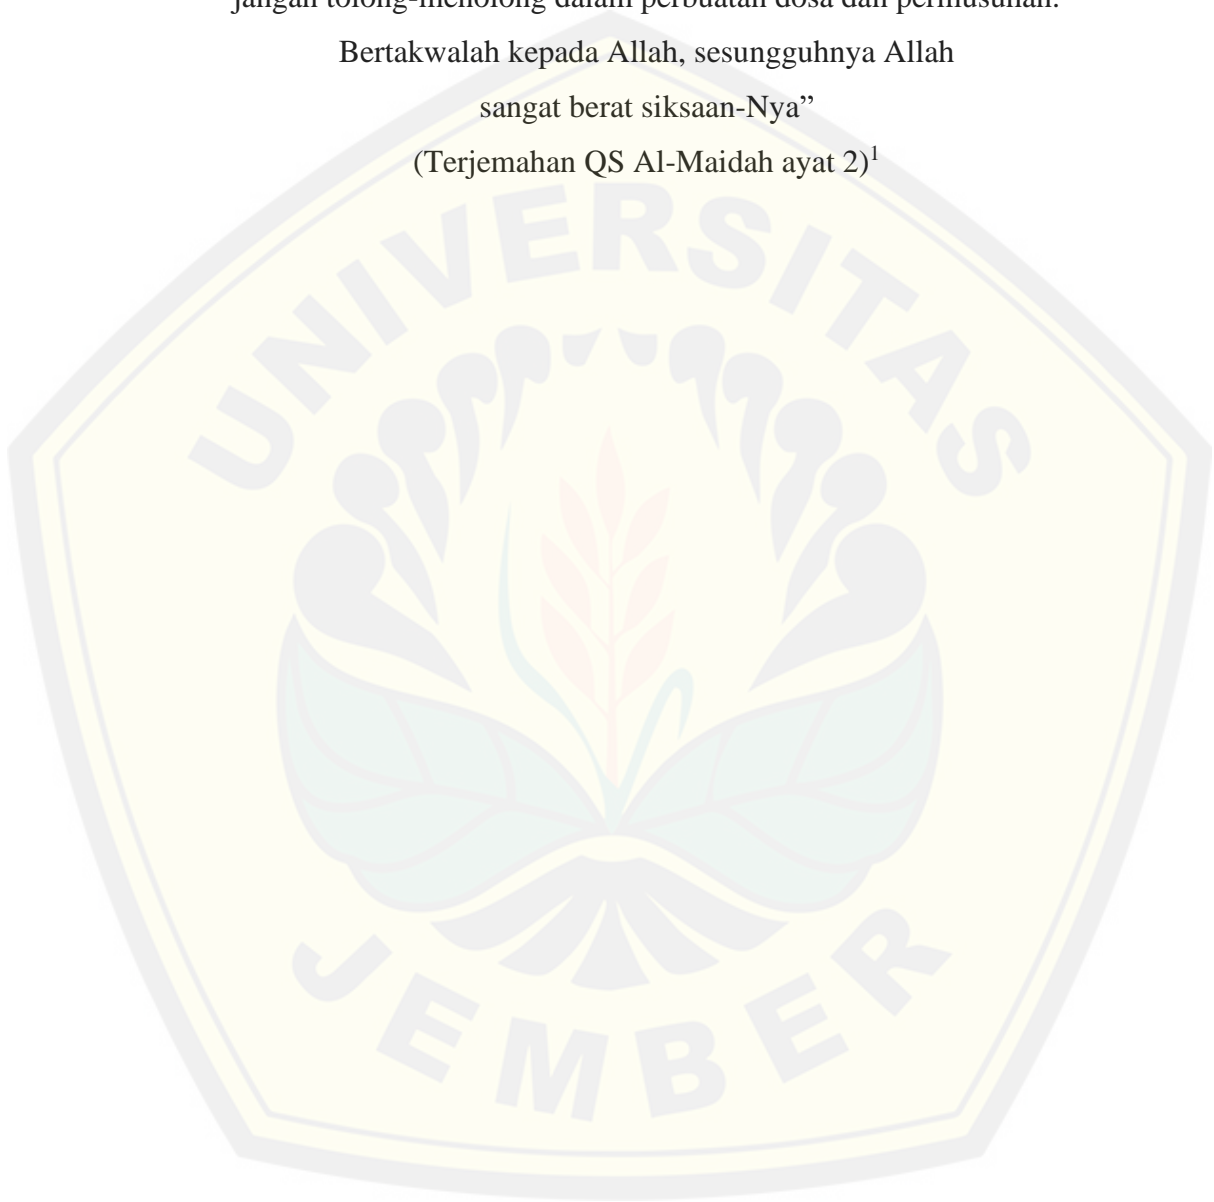 jangan tolong-menolong dalam perbuatan dosa dan permusuhan.
Bertakwalah kepada Allah, sesungguhnya Allah
sangat berat siksaan-Nya”
(Terjemahan QS Al-Maidah ayat 2)1
UNIVERSITAS
JEMBER